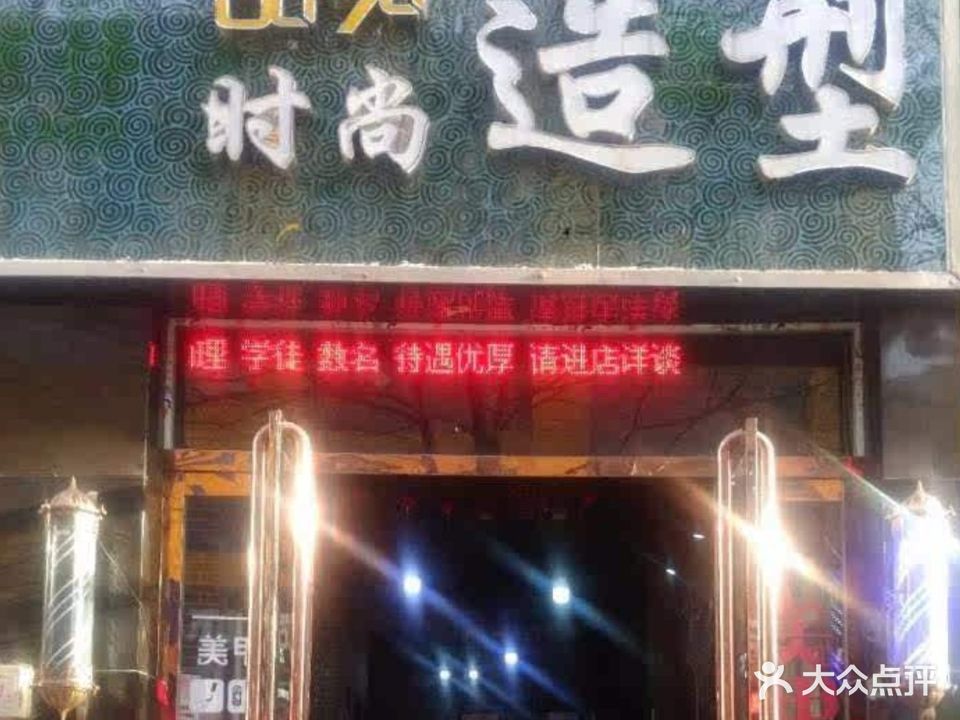 时尚 造型
理 学徒 数名 待遇优厚 请进店详谈
美甲
大众点评